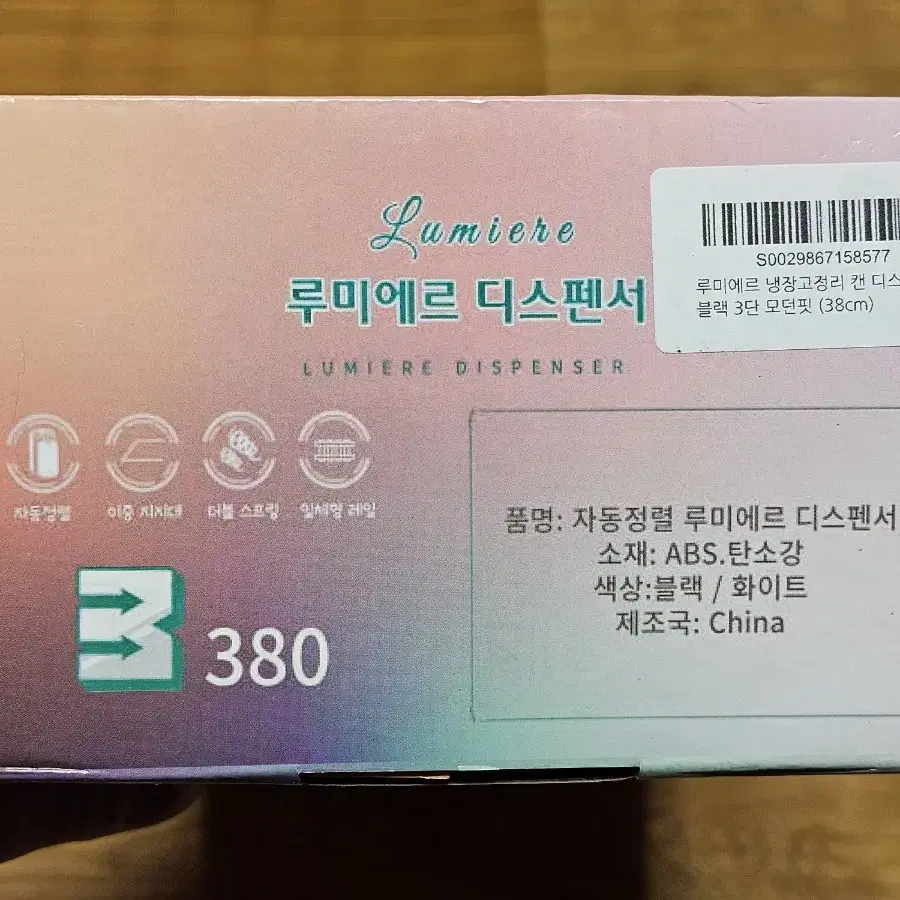 Lumiere
루미에르 디스펜서
LUMIERE DISPENSER
S0029867158577
루미에르 냉장고정리 캔 디스
블랙 3단 모던핏 (38cm)
자동정렬 이중 지지대 더블 스프링 일체형 레일
3 380
품명: 자동정렬 루미에르 디스펜서
소재: ABS.탄소강
색상:블랙 / 화이트
제조국: China